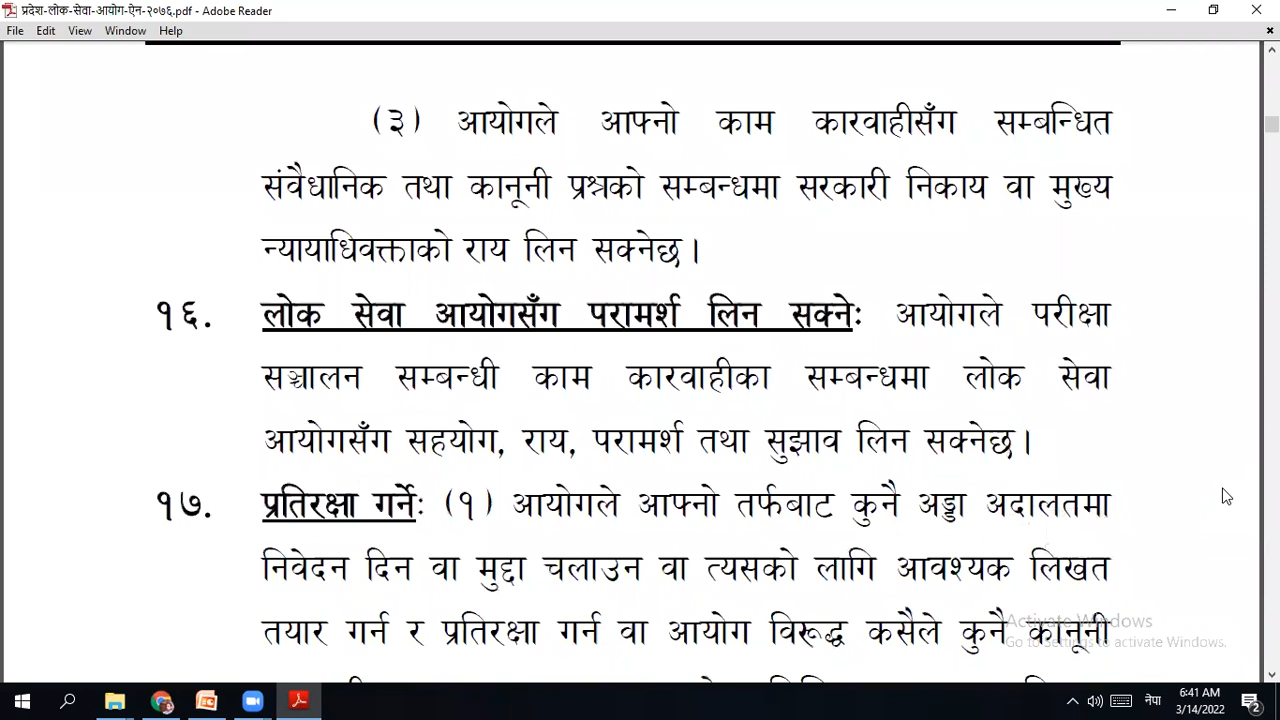 प्रदेश-लोक-सेवा-आयोग-ऐन-२०७६.pdf - Adobe Reader
File Edit View Window Help
(३) आयोगले आफ्नो काम कारवाहीसँग सम्बन्धित
संवैधानिक तथा कानूनी प्रश्नको सम्बन्धमा सरकारी निकाय वा मुख्य
न्यायाधिवक्ताको राय लिन सक्नेछ।
१६. लोक सेवा आयोगसँग परामर्श लिन सक्नेः आयोगले परीक्षा
सञ्चालन सम्बन्धी काम कारवाहीका सम्बन्धमा लोक सेवा
आयोगसँग सहयोग, राय, परामर्श तथा सुझाव लिन सक्नेछ।
१७. प्रतिरक्षा गर्नेः (१) आयोगले आफ्नो तर्फबाट कुनै अड्डा अदालतमा
निवेदन दिन वा मुद्दा चलाउन वा त्यसको लागि आवश्यक लिखत
तयार गर्न र प्रतिरक्षा गर्न वा आयोग विरूद्ध कसैले कुनै कानूनी
Activate Windows
Go to Settings to activate Windows.
नेपा
6:41 AM
3/14/2022
2